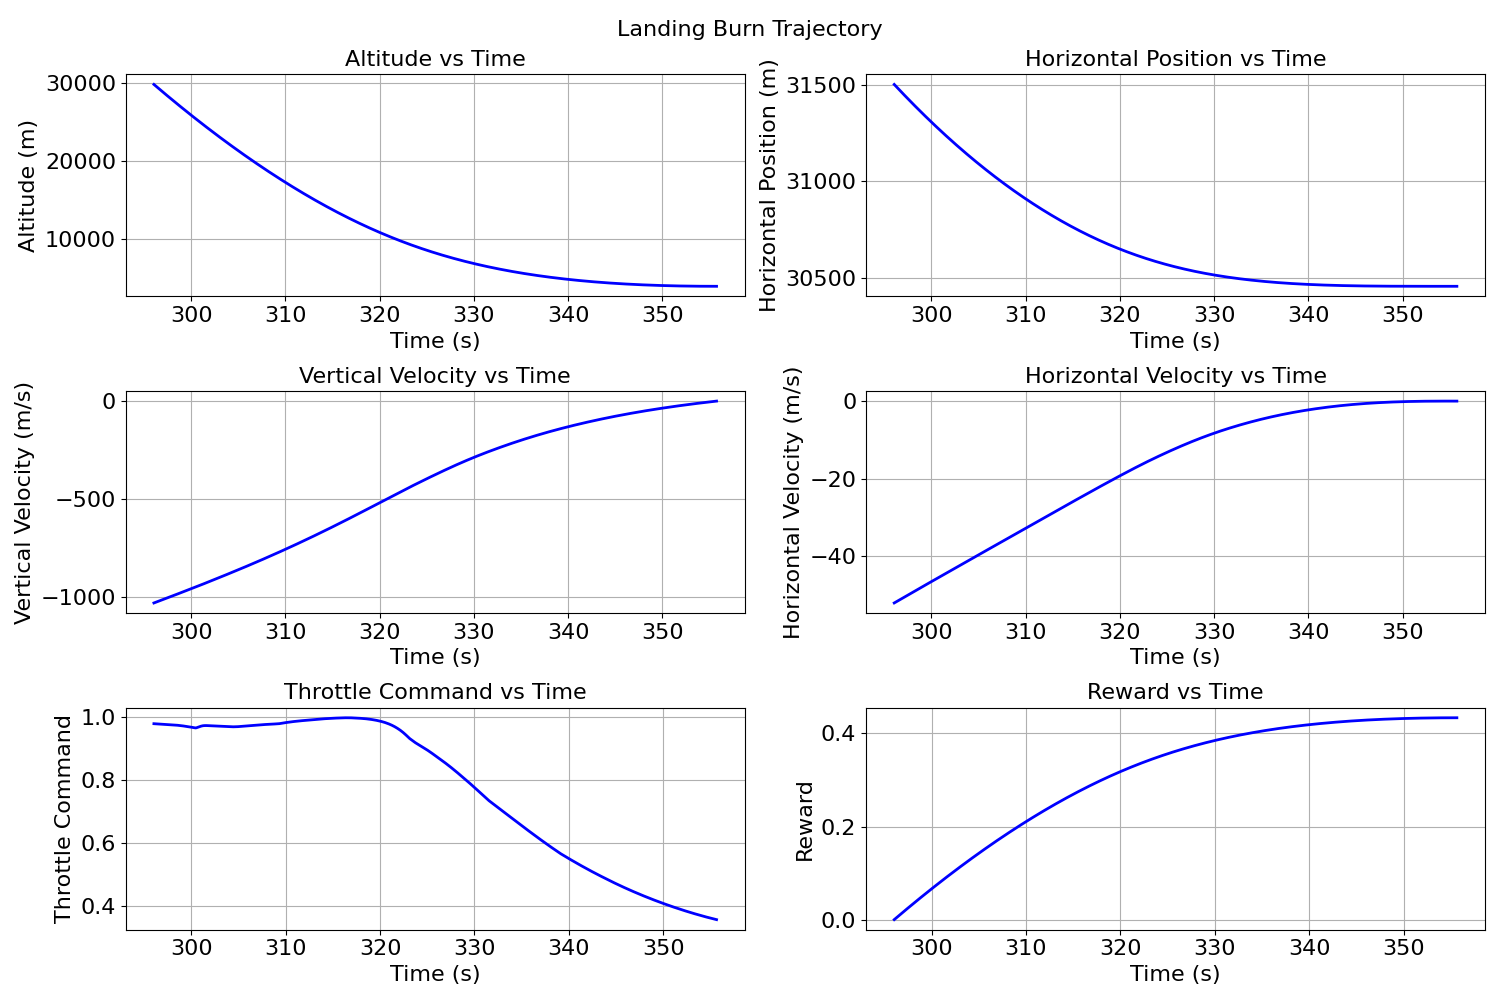 Landing Burn Trajectory
Altitude vs Time
Altitude (m)
30000
20000
10000
300 310 320 330 340 350
Time (s)
Horizontal Position vs Time
Horizontal Position (m)
31500
31000
30500
300 310 320 330 340 350
Time (s)
Vertical Velocity vs Time
Vertical Velocity (m/s)
0
−500
−1000
300 310 320 330 340 350
Time (s)
Horizontal Velocity vs Time
Horizontal Velocity (m/s)
0
−20
−40
300 310 320 330 340 350
Time (s)
Throttle Command vs Time
Throttle Command
1.0
0.8
0.6
0.4
300 310 320 330 340 350
Time (s)
Reward vs Time
Reward
0.4
0.2
0.0
300 310 320 330 340 350
Time (s)